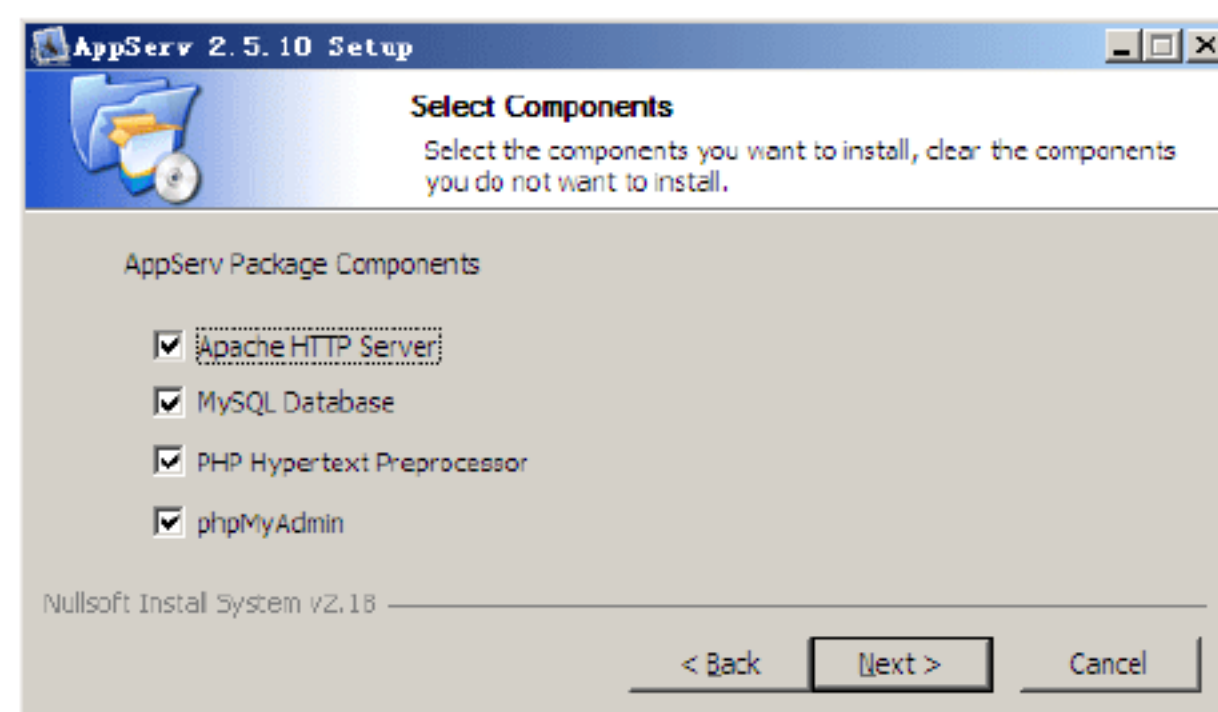 AppServ 2.5.10 Setup
Select Components
Select the components you want to install, clear the components
you do not want to install.
AppServ Package Components
Apache HTTP Server
MySQL Database
PHP Hypertext Preprocessor
phpMyAdmin
Nullsoft Install System v2.18
< Back Next > Cancel